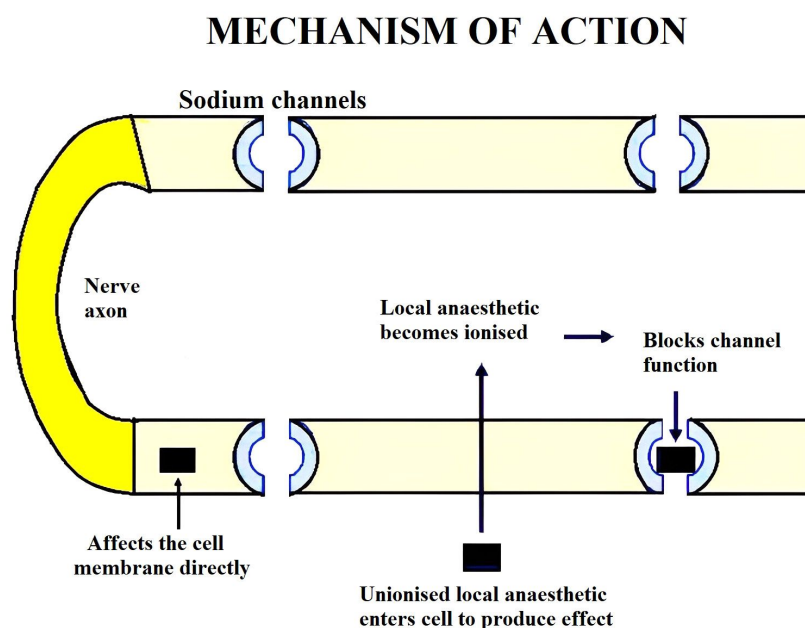 MECHANISM OF ACTION
Sodium channels
Nerve
axon
Local anaesthetic
becomes ionised
Blocks channel
function
Affects the cell
membrane directly
Unionised local anaesthetic
enters cell to produce effect